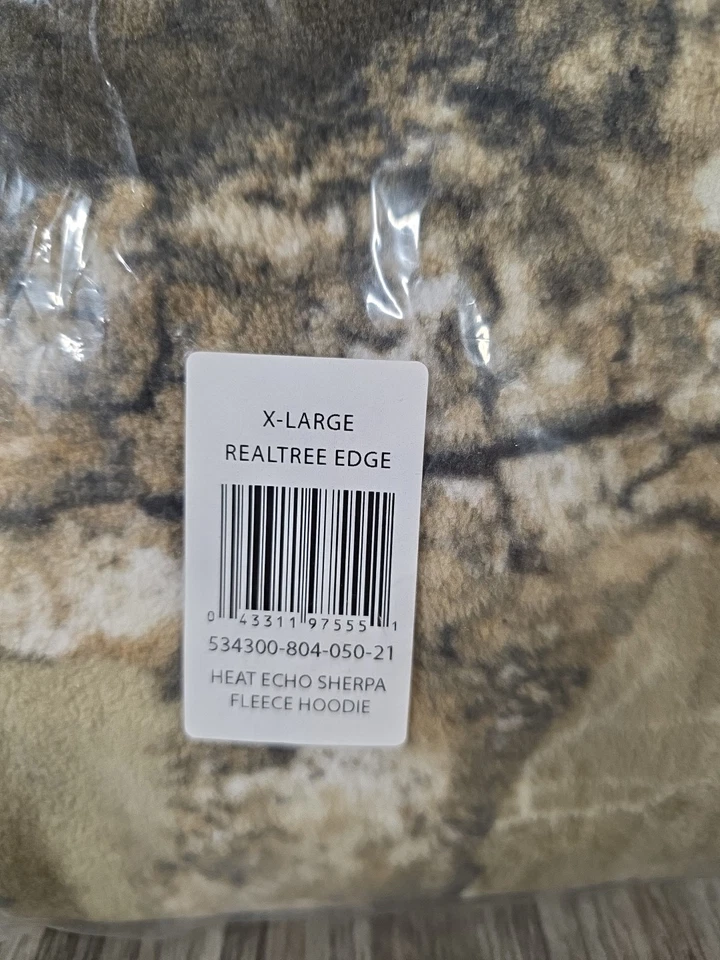 X-LARGE
REALTREE EDGE
0 43311 97555 1
534300-804-050-21
HEAT ECHO SHERPA
FLEECE HOODIE